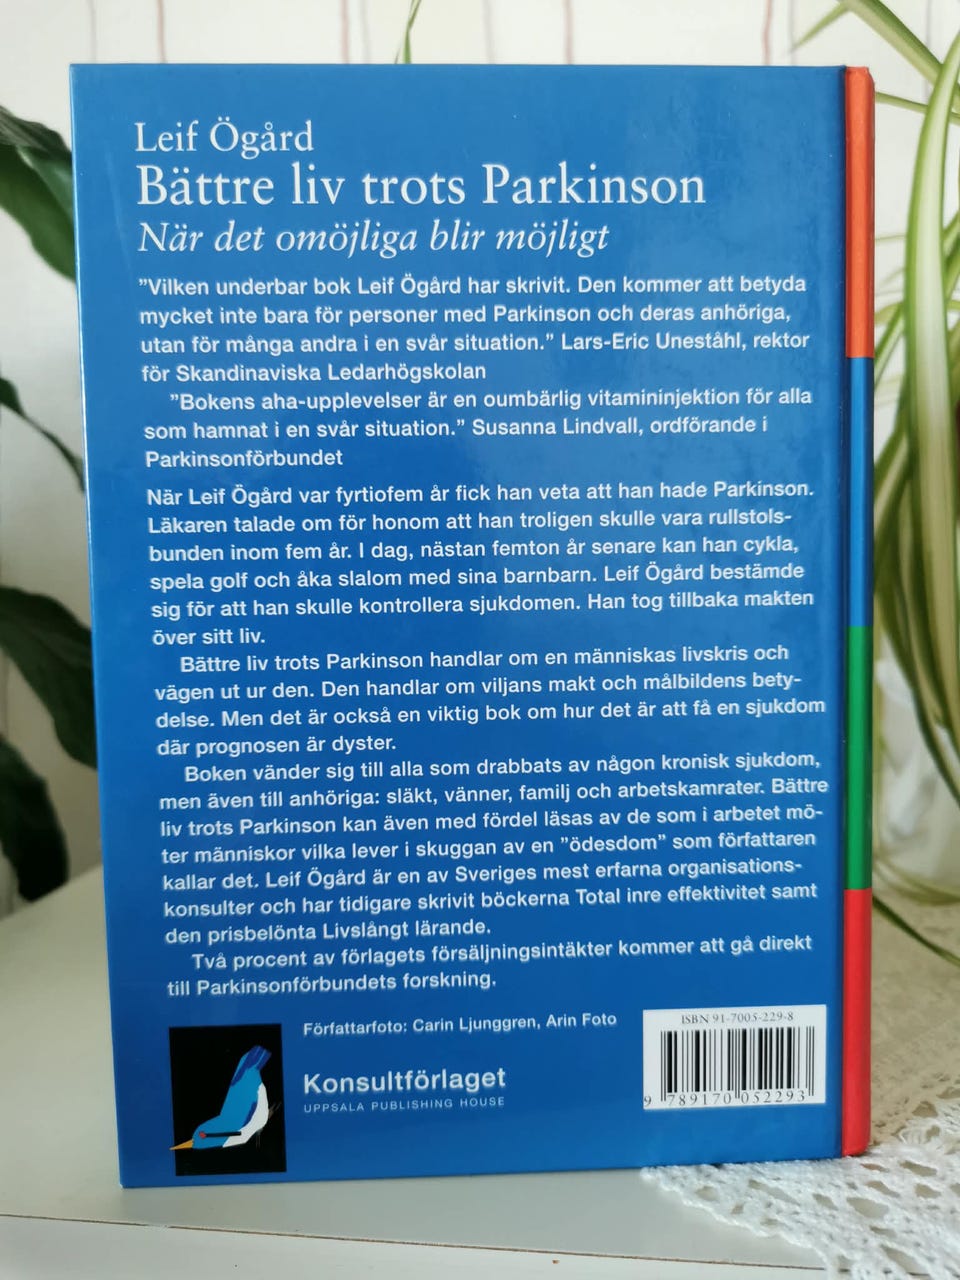 Leif Ögård
Bättre liv trots Parkinson
När det omöjliga blir möjligt
”Vilken underbar bok Leif Ögård har skrivit. Den kommer att betyda
mycket inte bara för personer med Parkinson och deras anhöriga,
utan för många andra i en svår situation.” Lars-Eric Uneståhl, rektor
för Skandinaviska Ledarhögskolan
”Bokens aha-upplevelser är en oumbärlig vitamininjektion för alla
som hamnat i en svår situation.” Susanna Lindvall, ordförande i
Parkinsonförbundet
När Leif Ögård var fyrtiofem år fick han veta att han hade Parkinson.
Läkaren talade om för honom att han troligen skulle vara rullstols-
bunden inom fem år. I dag, nästan femton år senare kan han cykla,
spela golf och åka slalom med sina barnbarn. Leif Ögård bestämde
sig för att han skulle kontrollera sjukdomen. Han tog tillbaka makten
över sitt liv.
Bättre liv trots Parkinson handlar om en människas livskris och
vägen ut ur den. Den handlar om viljans makt och målbildens bety-
delse. Men det är också en viktig bok om hur det är att få en sjukdom
där prognosen är dyster.
Boken vänder sig till alla som drabbats av någon kronisk sjukdom,
men även till anhöriga: släkt, vänner, familj och arbetskamrater. Bättre
liv trots Parkinson kan även med fördel läsas av de som i arbetet mö-
ter människor vilka lever i skuggan av en ”ödesdom” som författaren
kallar det. Leif Ögård är en av Sveriges mest erfarna organisations-
konsulter och har tidigare skrivit böckerna Total inre effektivitet samt
den prisbelönta Livslångt lärande.
Två procent av förlagets försäljningsintäkter kommer att gå direkt
till Parkinsonförbundets forskning.
Författarfoto: Carin Ljunggren, Arin Foto
Konsultförlaget
UPPSALA PUBLISHING HOUSE
ISBN 91-7005-229-8
9 789170 052293